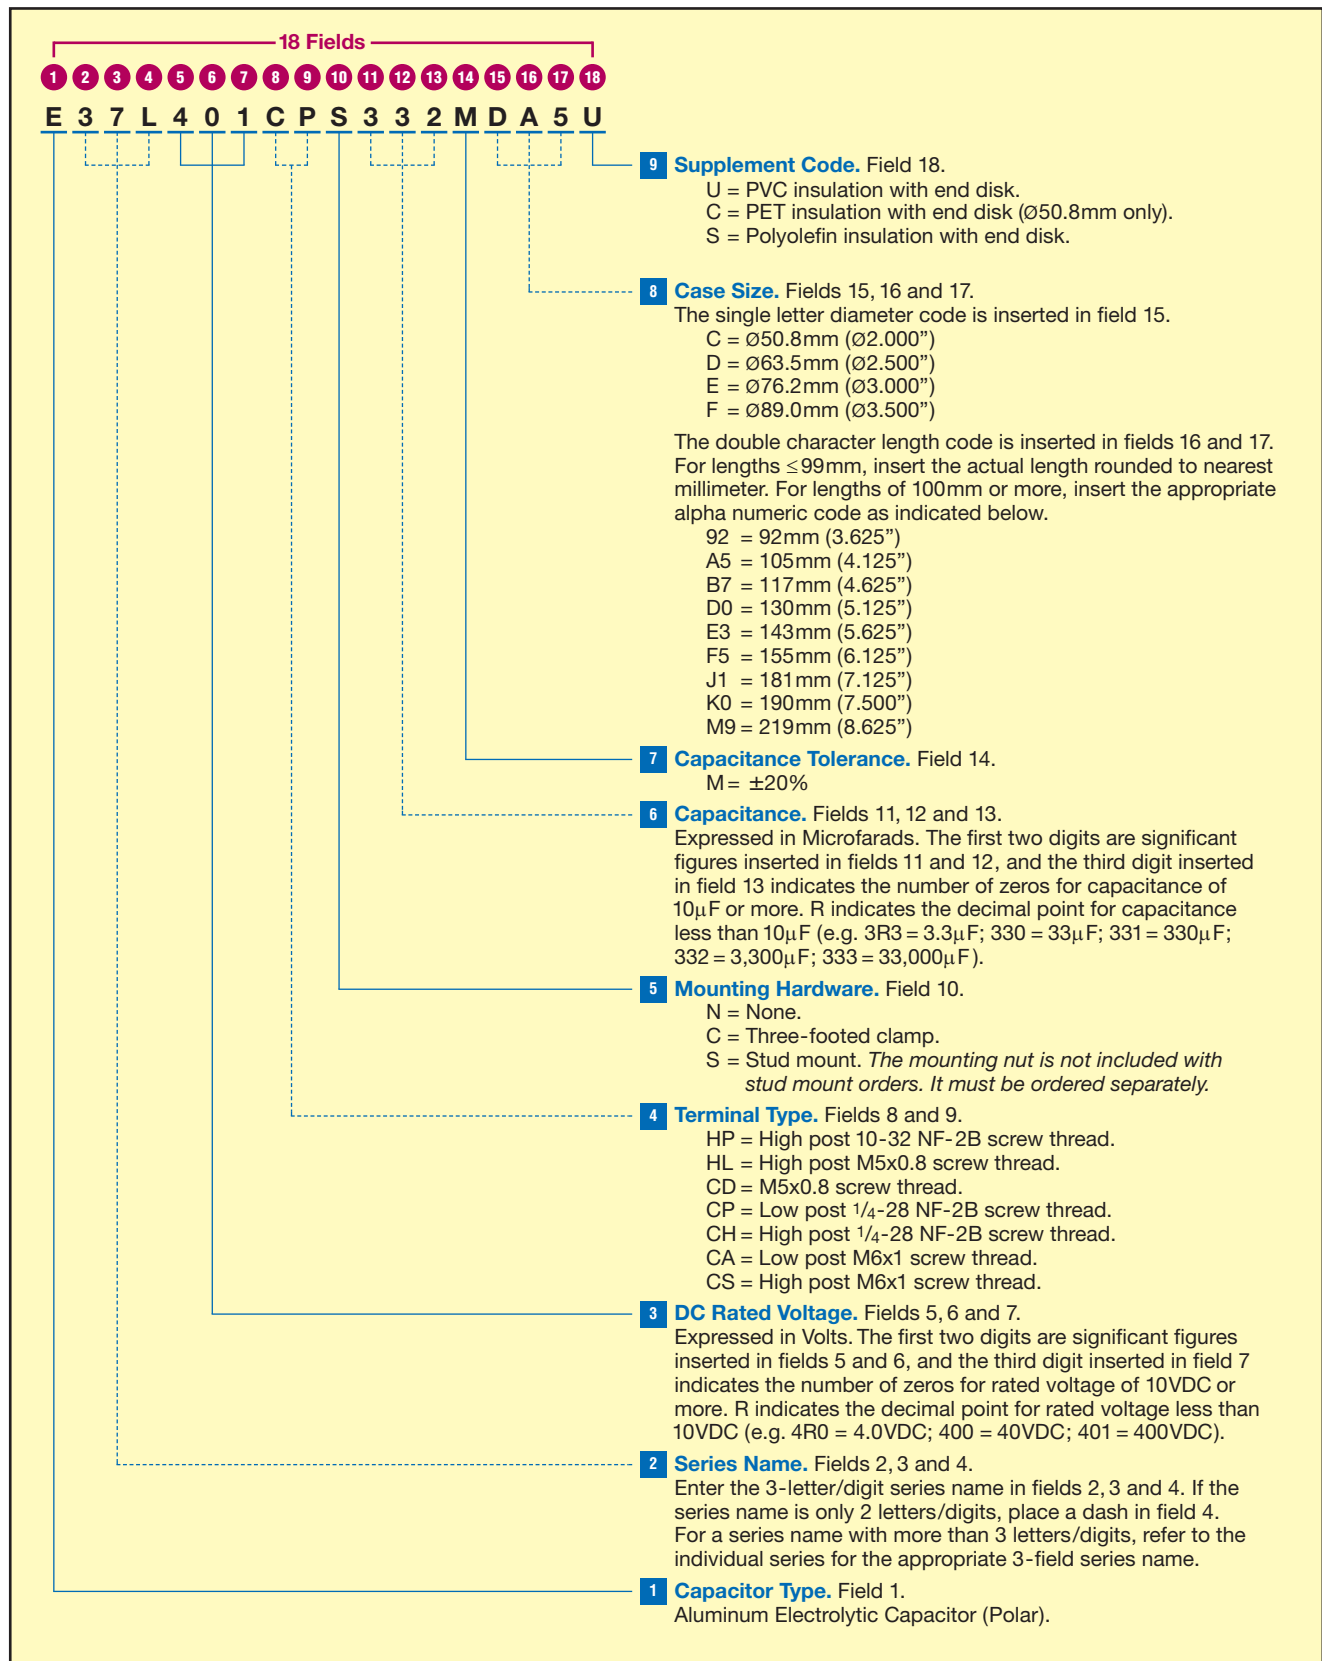 18 Fields
1 2 3 4 5 6 7 8 9 10 11 12 13 14 15 16 17 18
E 3 7 L 4 0 1 C P S 3 3 2 M D A 5 U
9 Supplement Code. Field 18.
U = PVC insulation with end disk.
C = PET insulation with end disk (Ø50.8mm only).
S = Polyolefin insulation with end disk.
8 Case Size. Fields 15, 16 and 17.
The single letter diameter code is inserted in field 15.
C = Ø50.8mm (Ø2.000”)
D = Ø63.5mm (Ø2.500”)
E = Ø76.2mm (Ø3.000”)
F = Ø89.0mm (Ø3.500”)
The double character length code is inserted in fields 16 and 17.
For lengths ≤99mm, insert the actual length rounded to nearest
millimeter. For lengths of 100mm or more, insert the appropriate
alpha numeric code as indicated below.
92 = 92mm (3.625”)
A5 = 105mm (4.125”)
B7 = 117mm (4.625”)
D0 = 130mm (5.125”)
E3 = 143mm (5.625”)
F5 = 155mm (6.125”)
J1 = 181mm (7.125”)
K0 = 190mm (7.500”)
M9 = 219mm (8.625”)
7 Capacitance Tolerance. Field 14.
M = ±20%
6 Capacitance. Fields 11, 12 and 13.
Expressed in Microfarads. The first two digits are significant
figures inserted in fields 11 and 12, and the third digit inserted
in field 13 indicates the number of zeros for capacitance of
10µF or more. R indicates the decimal point for capacitance
less than 10µF (e.g. 3R3 = 3.3µF; 330 = 33µF; 331 = 330µF;
332 = 3,300µF; 333 = 33,000µF).
5 Mounting Hardware. Field 10.
N = None.
C = Three-footed clamp.
S = Stud mount. The mounting nut is not included with
stud mount orders. It must be ordered separately.
4 Terminal Type. Fields 8 and 9.
HP = High post 10-32 NF-2B screw thread.
HL = High post M5x0.8 screw thread.
CD = M5x0.8 screw thread.
CP = Low post 1/4-28 NF-2B screw thread.
CH = High post 1/4-28 NF-2B screw thread.
CA = Low post M6x1 screw thread.
CS = High post M6x1 screw thread.
3 DC Rated Voltage. Fields 5, 6 and 7.
Expressed in Volts. The first two digits are significant figures
inserted in fields 5 and 6, and the third digit inserted in field 7
indicates the number of zeros for rated voltage of 10VDC or
more. R indicates the decimal point for rated voltage less than
10VDC (e.g. 4R0 = 4.0VDC; 400 = 40VDC; 401 = 400VDC).
2 Series Name. Fields 2, 3 and 4.
Enter the 3-letter/digit series name in fields 2, 3 and 4. If the
series name is only 2 letters/digits, place a dash in field 4.
For a series name with more than 3 letters/digits, refer to the
individual series for the appropriate 3-field series name.
1 Capacitor Type. Field 1.
Aluminum Electrolytic Capacitor (Polar).